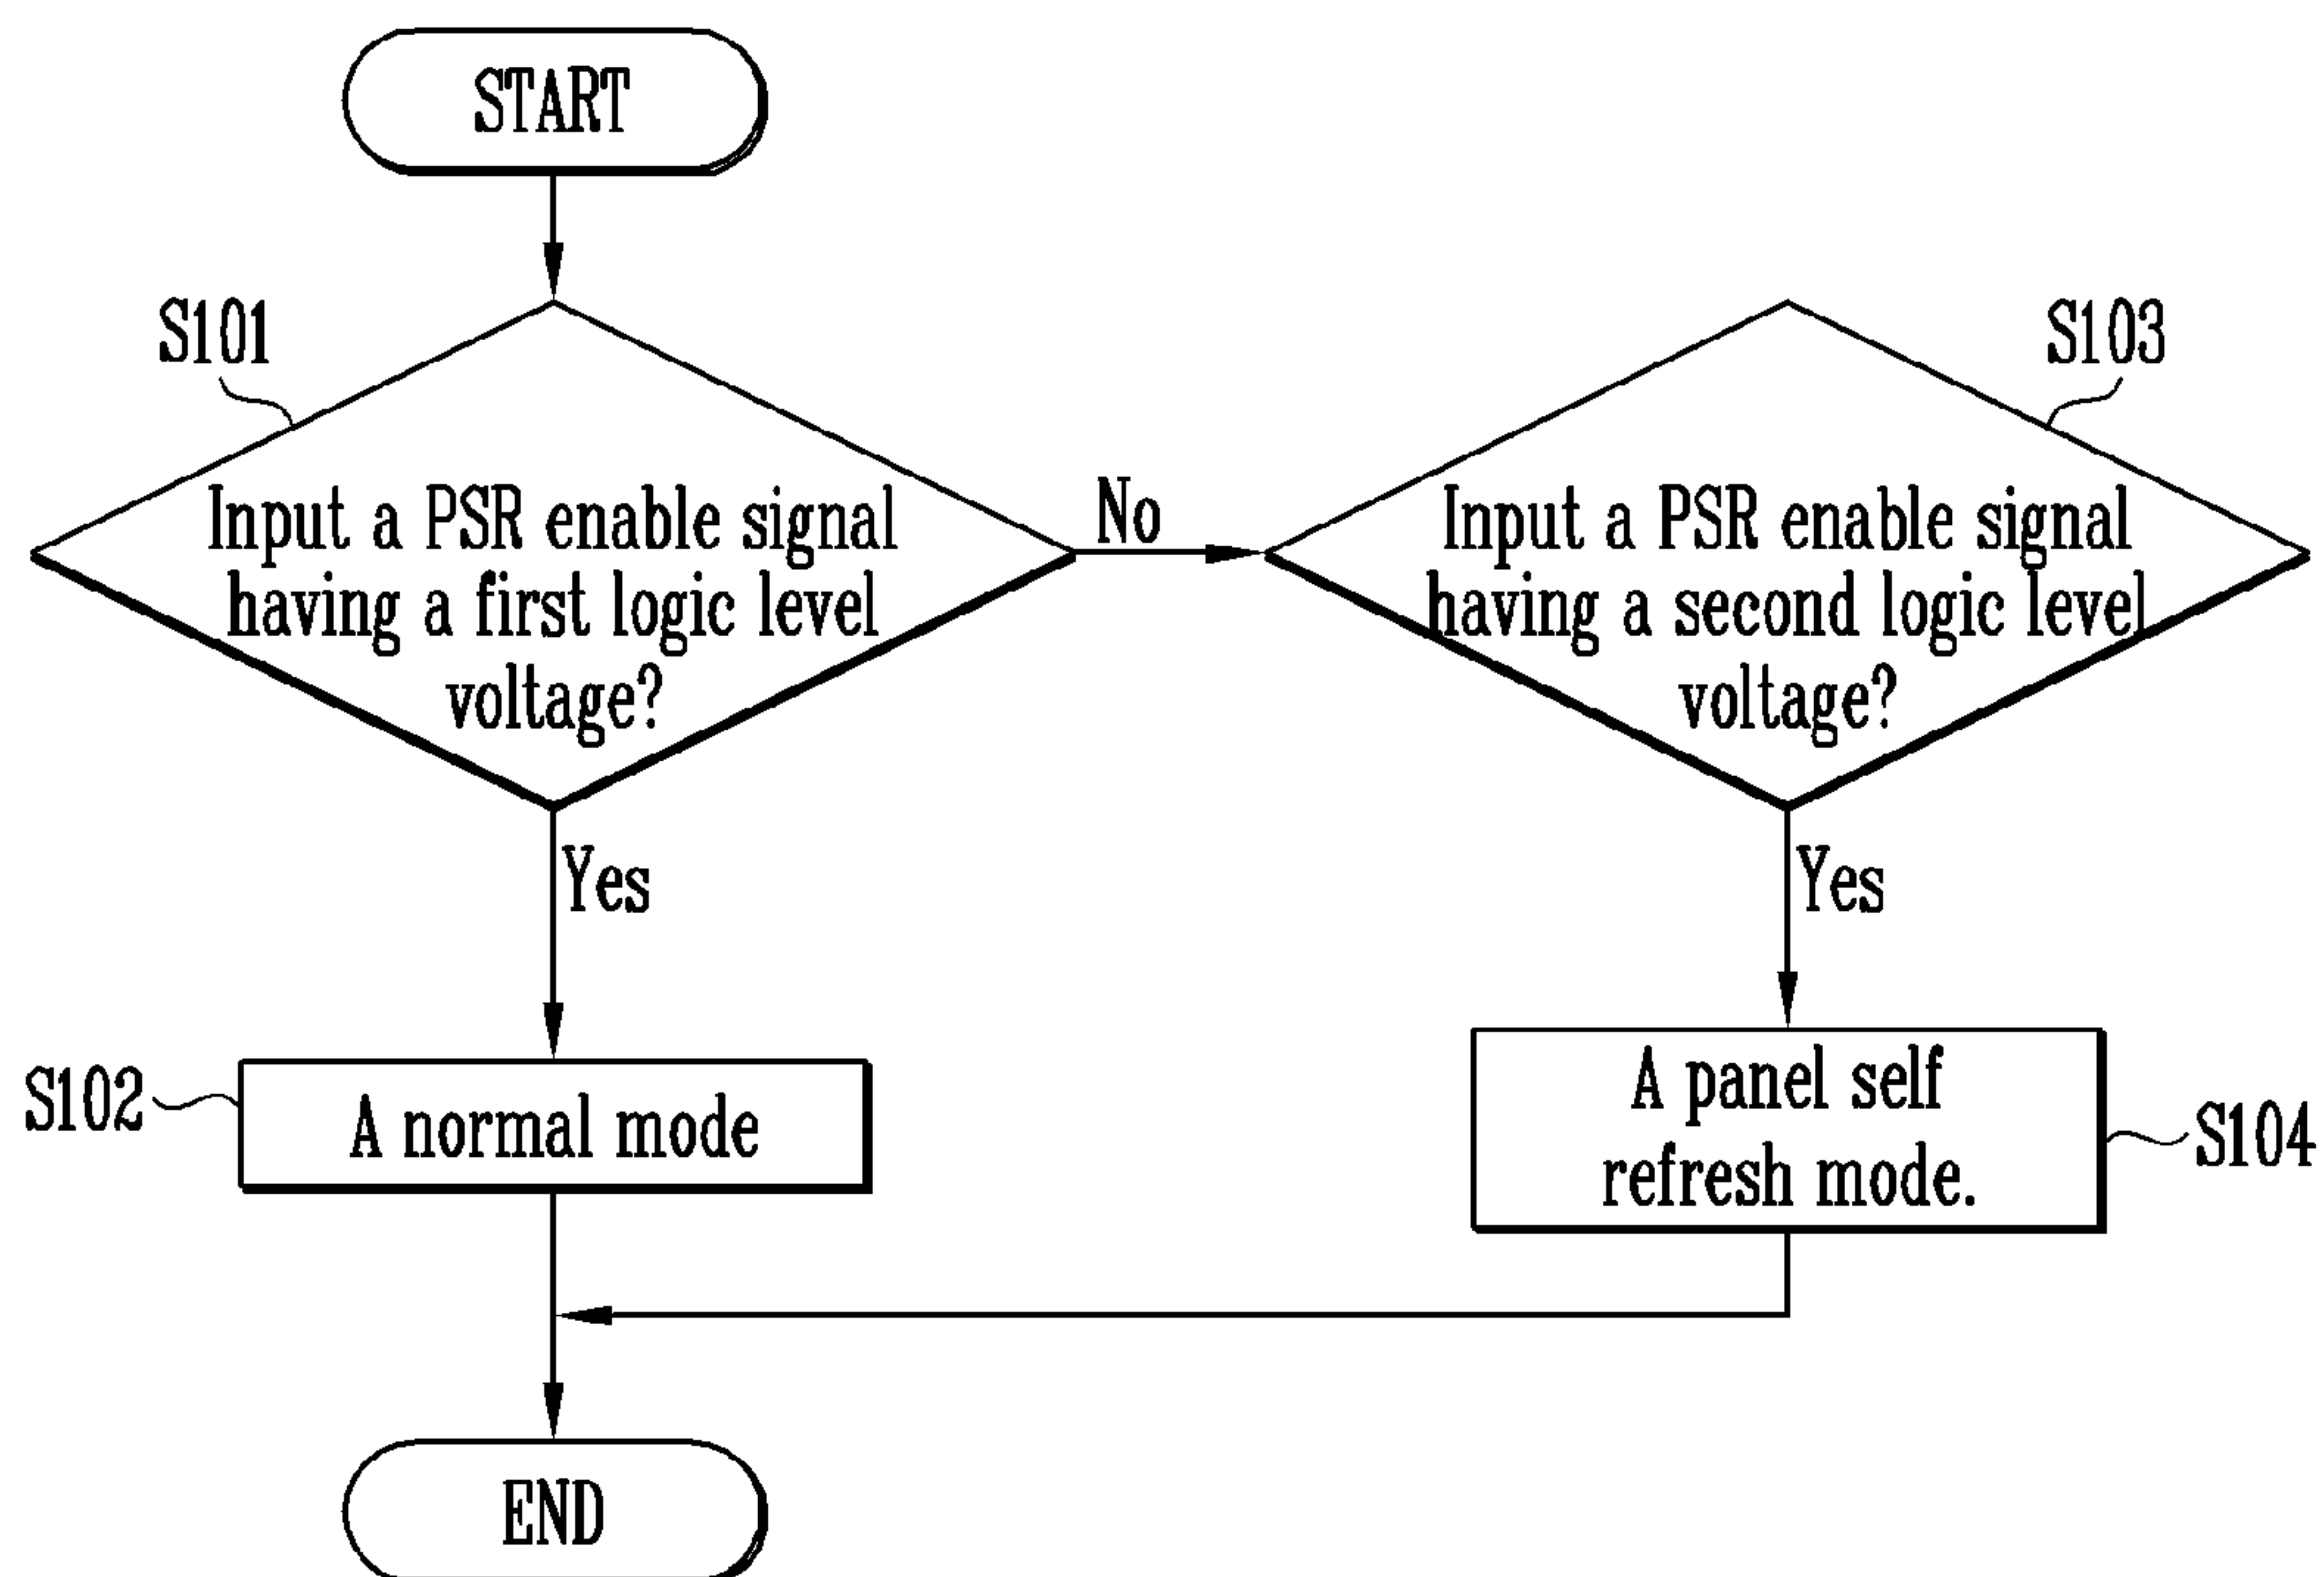 START
S101
Input a PSR enable signal
having a first logic level
voltage?
No
S103
Input a PSR enable signal
having a second logic level
voltage?
Yes
Yes
S102
A normal mode
A panel self
refresh mode.
S104
END